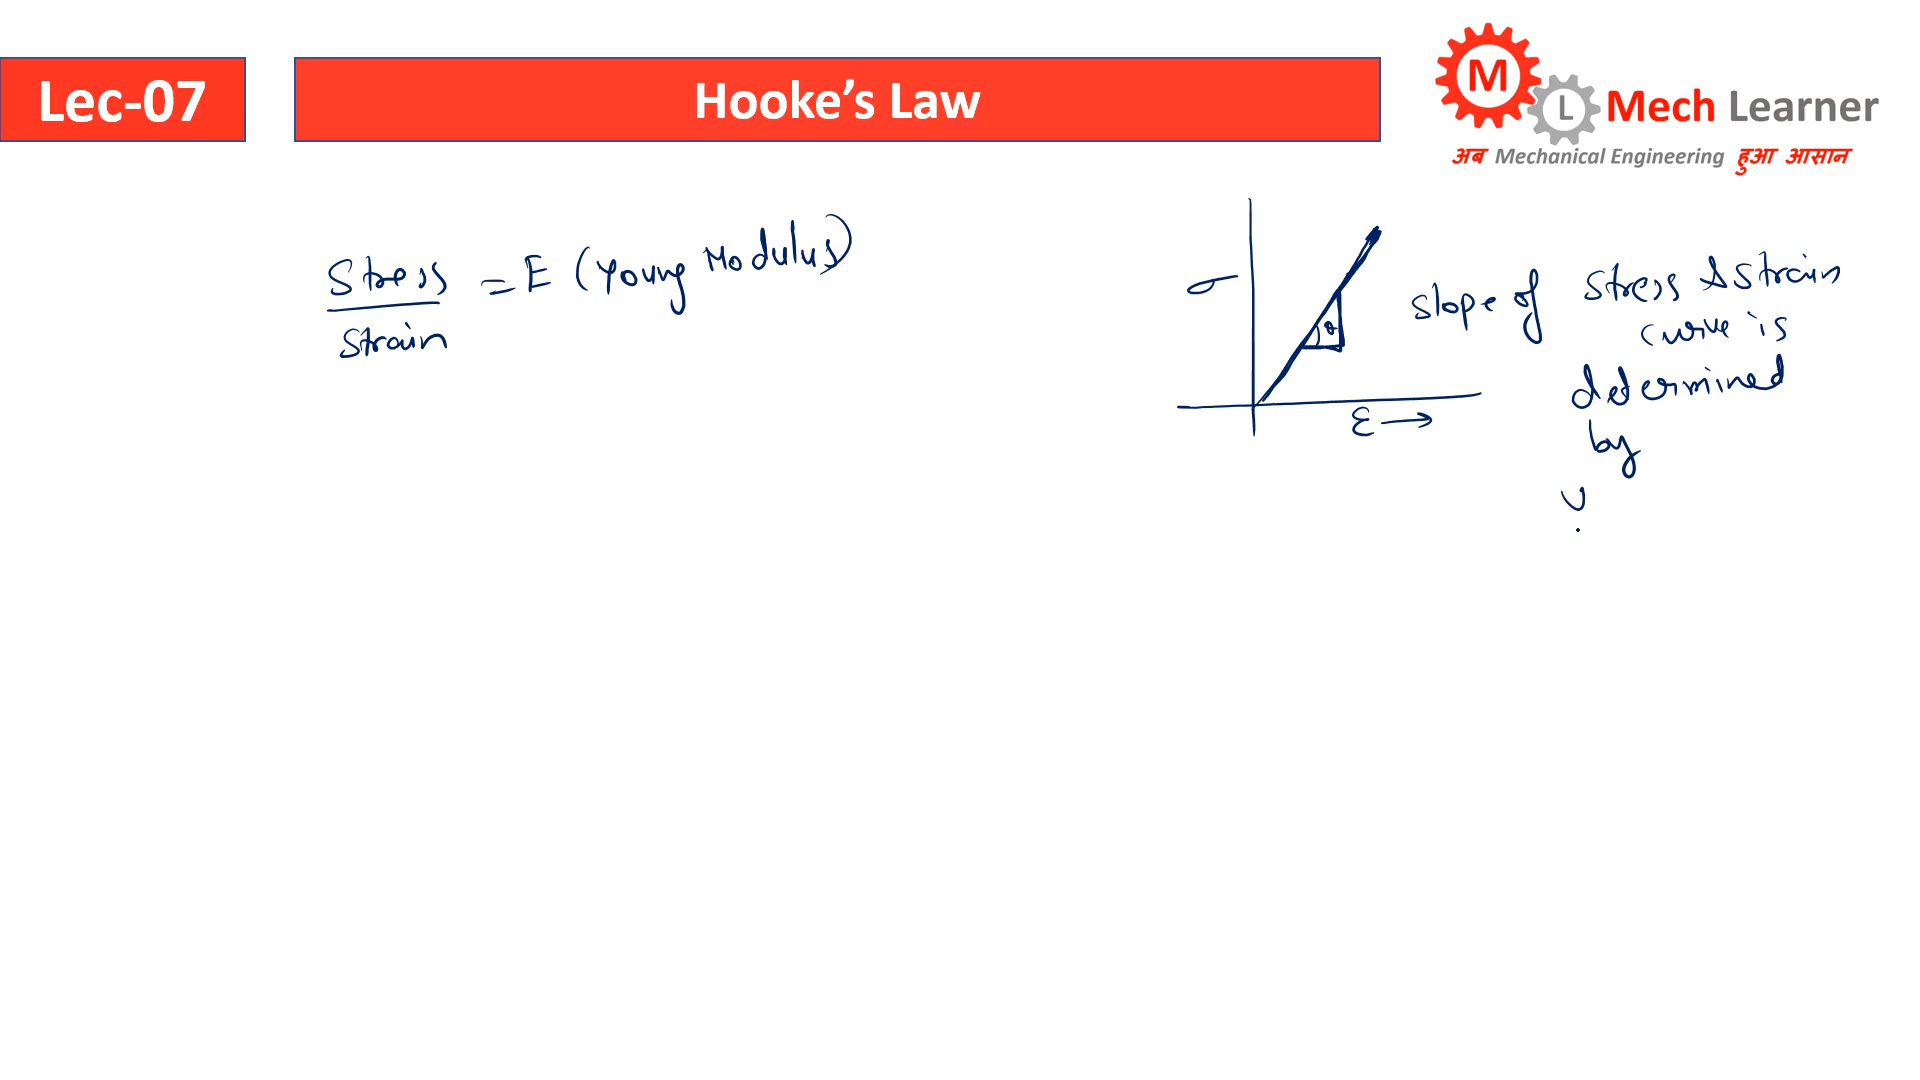 Lec-07
Hooke's Law
M
L
Mech Learner
अब Mechanical Engineering हुआ आसान
Stress
Strain
= E (Young Modulus)
σ
θ
ε →
Slope of Stress & Strain
curve is
determined
by